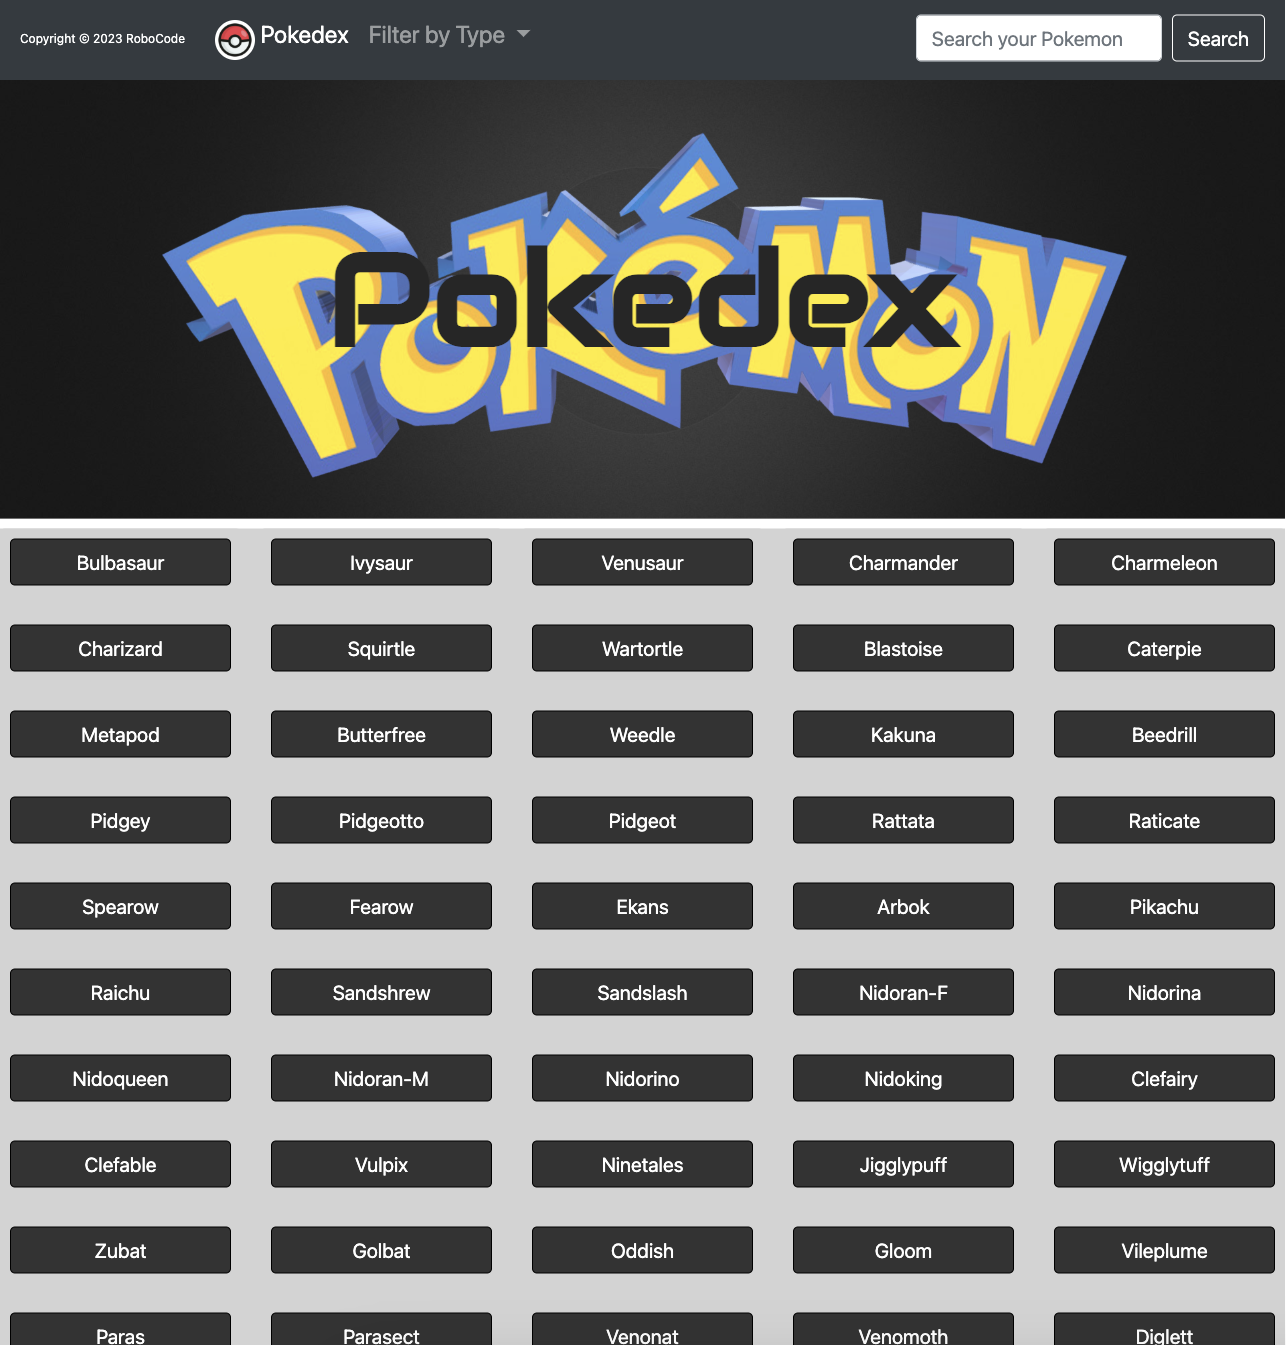 Copyright © 2023 RoboCode Pokedex Filter by Type Search your Pokemon Search
POKéMON
Pokedex
Bulbasaur Ivysaur Venusaur Charmander Charmeleon
Charizard Squirtle Wartortle Blastoise Caterpie
Metapod Butterfree Weedle Kakuna Beedrill
Pidgey Pidgeotto Pidgeot Rattata Raticate
Spearow Fearow Ekans Arbok Pikachu
Raichu Sandshrew Sandslash Nidoran-F Nidorina
Nidoqueen Nidoran-M Nidorino Nidoking Clefairy
Clefable Vulpix Ninetales Jigglypuff Wigglytuff
Zubat Golbat Oddish Gloom Vileplume
Paras Parasect Venonat Venomoth Diglett